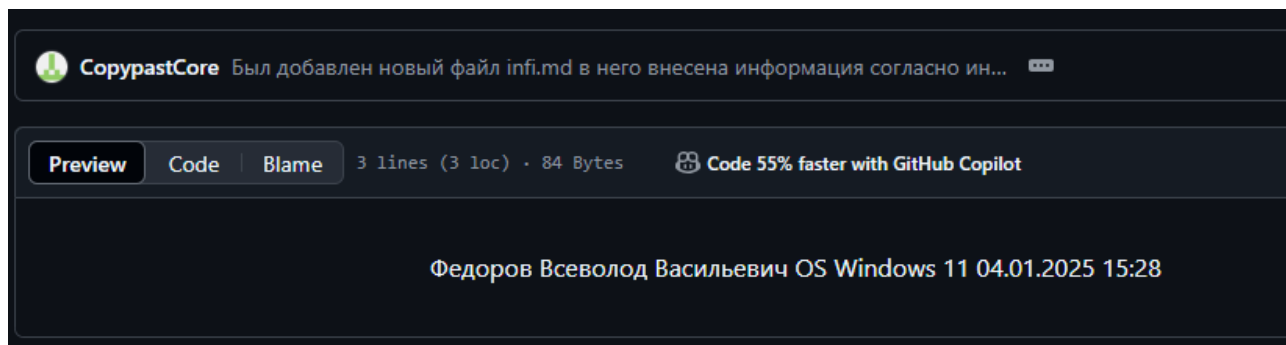 CopypastCore Был добавлен новый файл infi.md в него внесена информация согласно ин...
Preview Code Blame 3 lines (3 loc) · 84 Bytes Code 55% faster with GitHub Copilot
Федоров Всеволод Васильевич OS Windows 11 04.01.2025 15:28